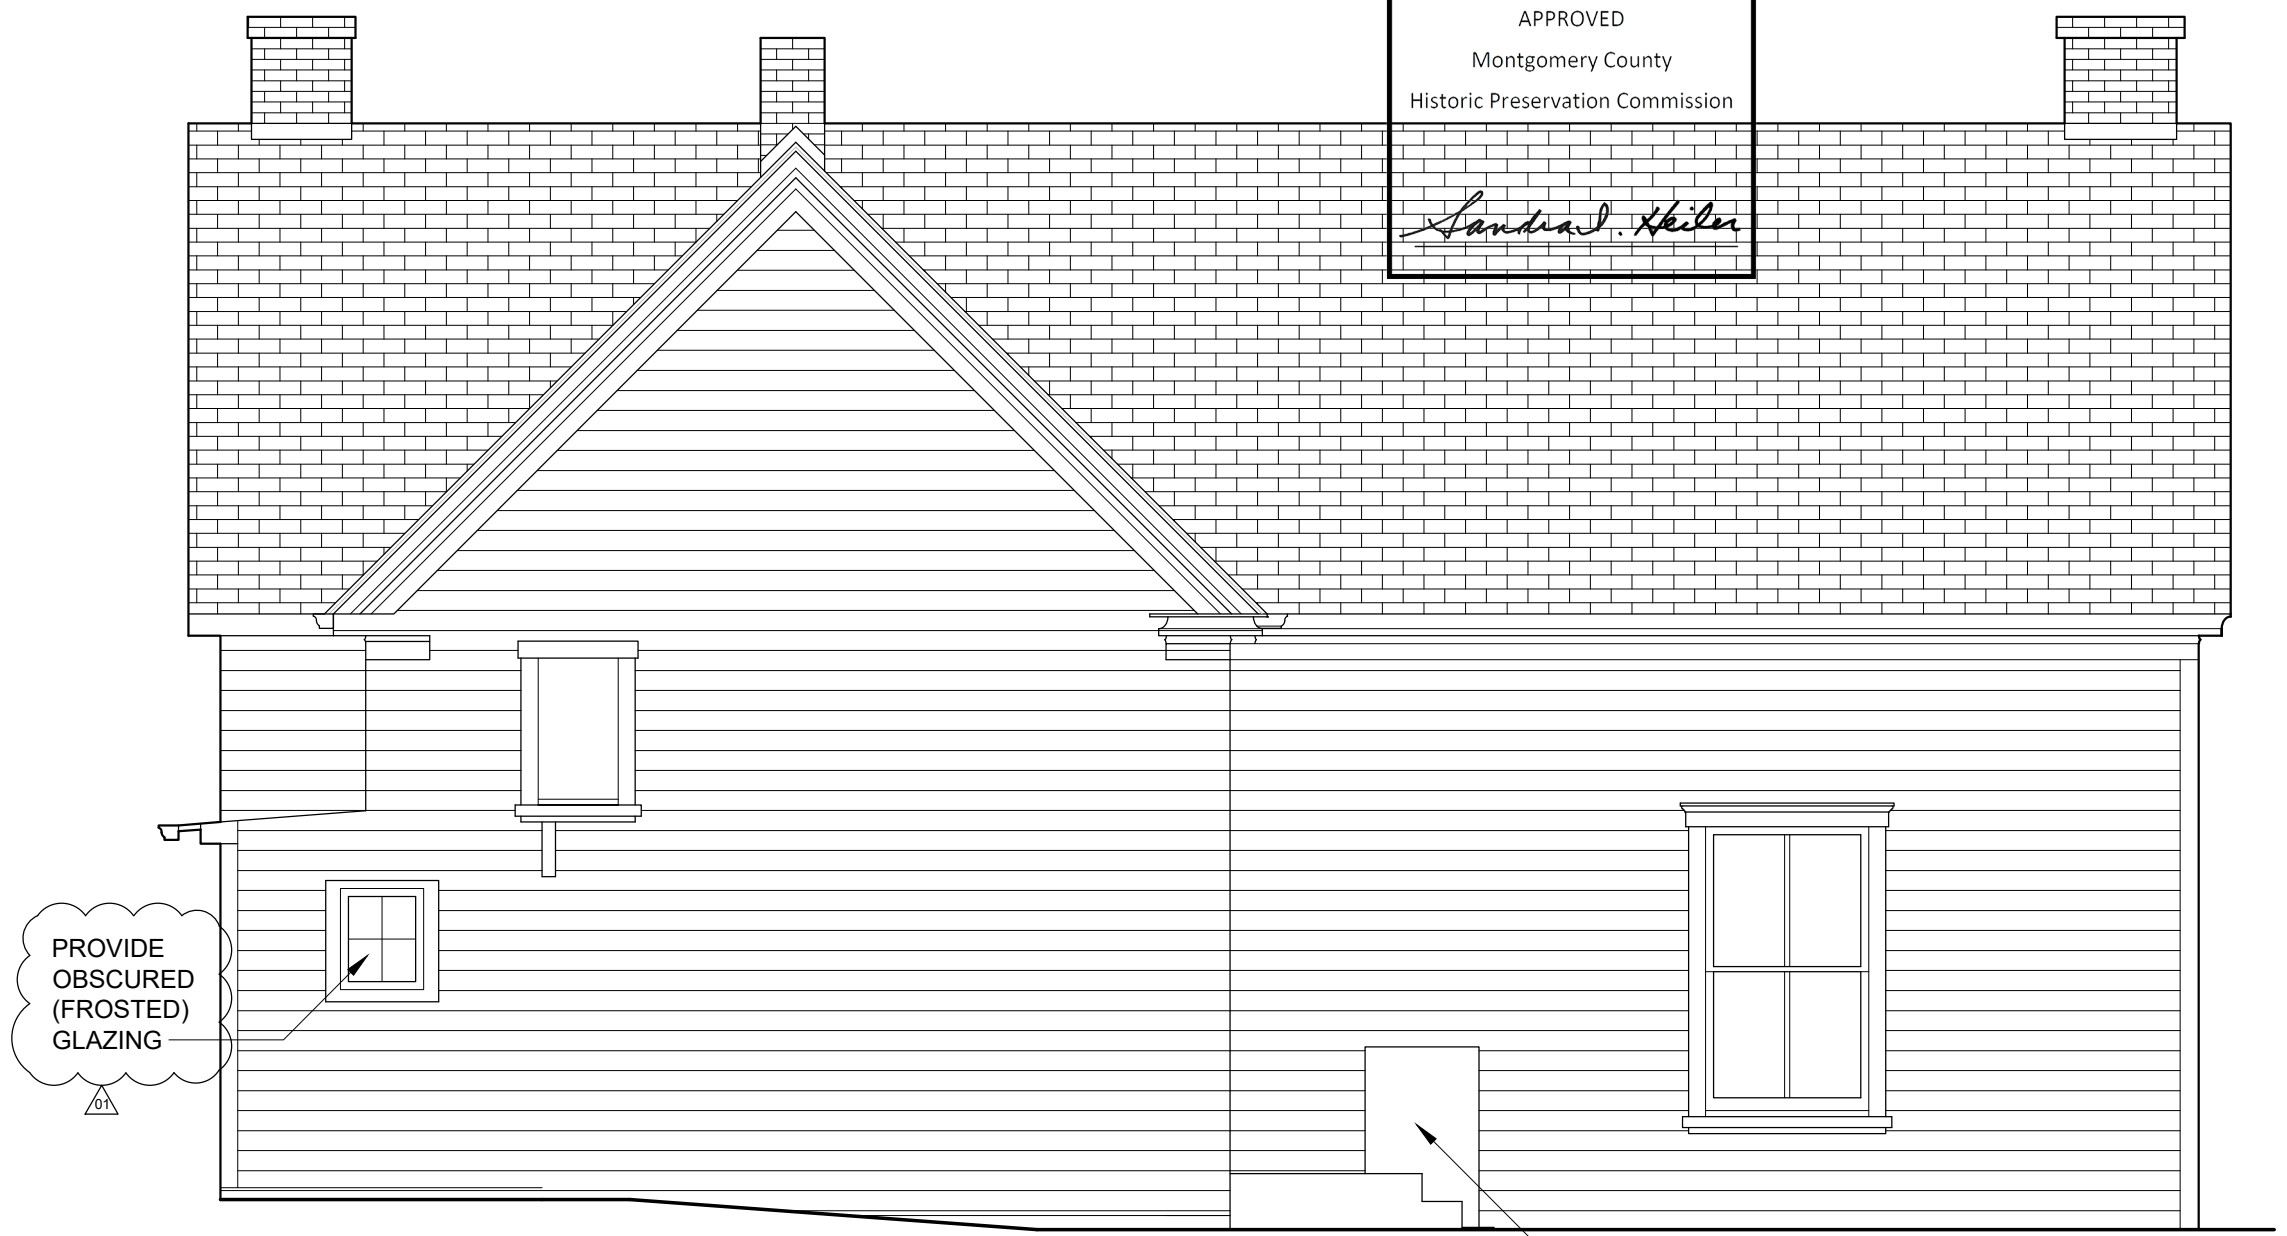 APPROVED
Montgomery County
Historic Preservation Commission
Sandra I. Heiler
PROVIDE
OBSCURED
(FROSTED)
GLAZING
01